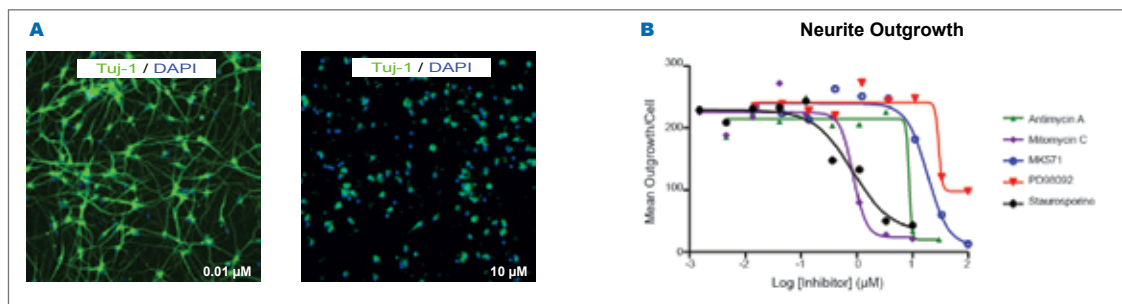 A
Tuj-1 / DAPI
0.01 µM
Tuj-1 / DAPI
10 µM
B
Neurite Outgrowth
Mean Outgrowth/Cell
300
200
100
0
-3
-2
-1
0
1
2
Log [Inhibitor] (µM)
Antimycin A
Mitomycin C
MK571
PD98092
Staurosporine